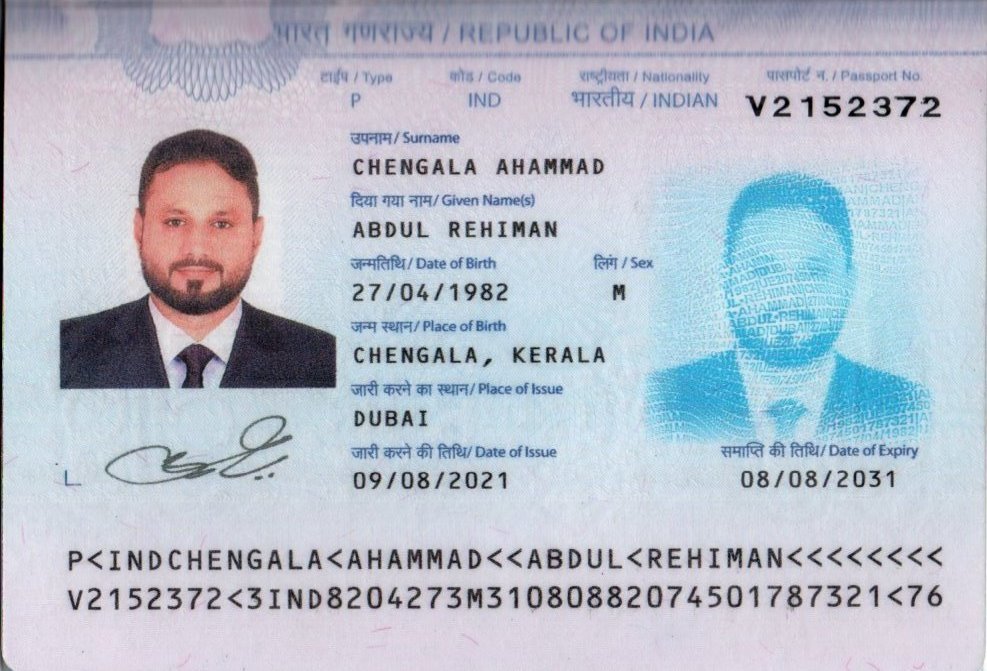 भारत गणराज्य / REPUBLIC OF INDIA
टाईप / Type कोड / Code राष्ट्रीयता / Nationality पासपोर्ट न. / Passport No.
P IND भारतीय / INDIAN V2152372
उपनाम / Surname
CHENGALA AHAMMAD
दिया गया नाम / Given Name(s)
ABDUL REHIMAN
जन्मतिथि / Date of Birth लिंग / Sex
27/04/1982 M
जन्म स्थान / Place of Birth
CHENGALA, KERALA
जारी करने का स्थान / Place of Issue
DUBAI
जारी करने की तिथि / Date of Issue समाप्ति की तिथि / Date of Expiry
09/08/2021 08/08/2031
P<INDCHENGALA<AHAMMAD<<ABDUL<REHIMAN<<<<<<<<
V2152372<3IND8204273M31080882074501787321<76